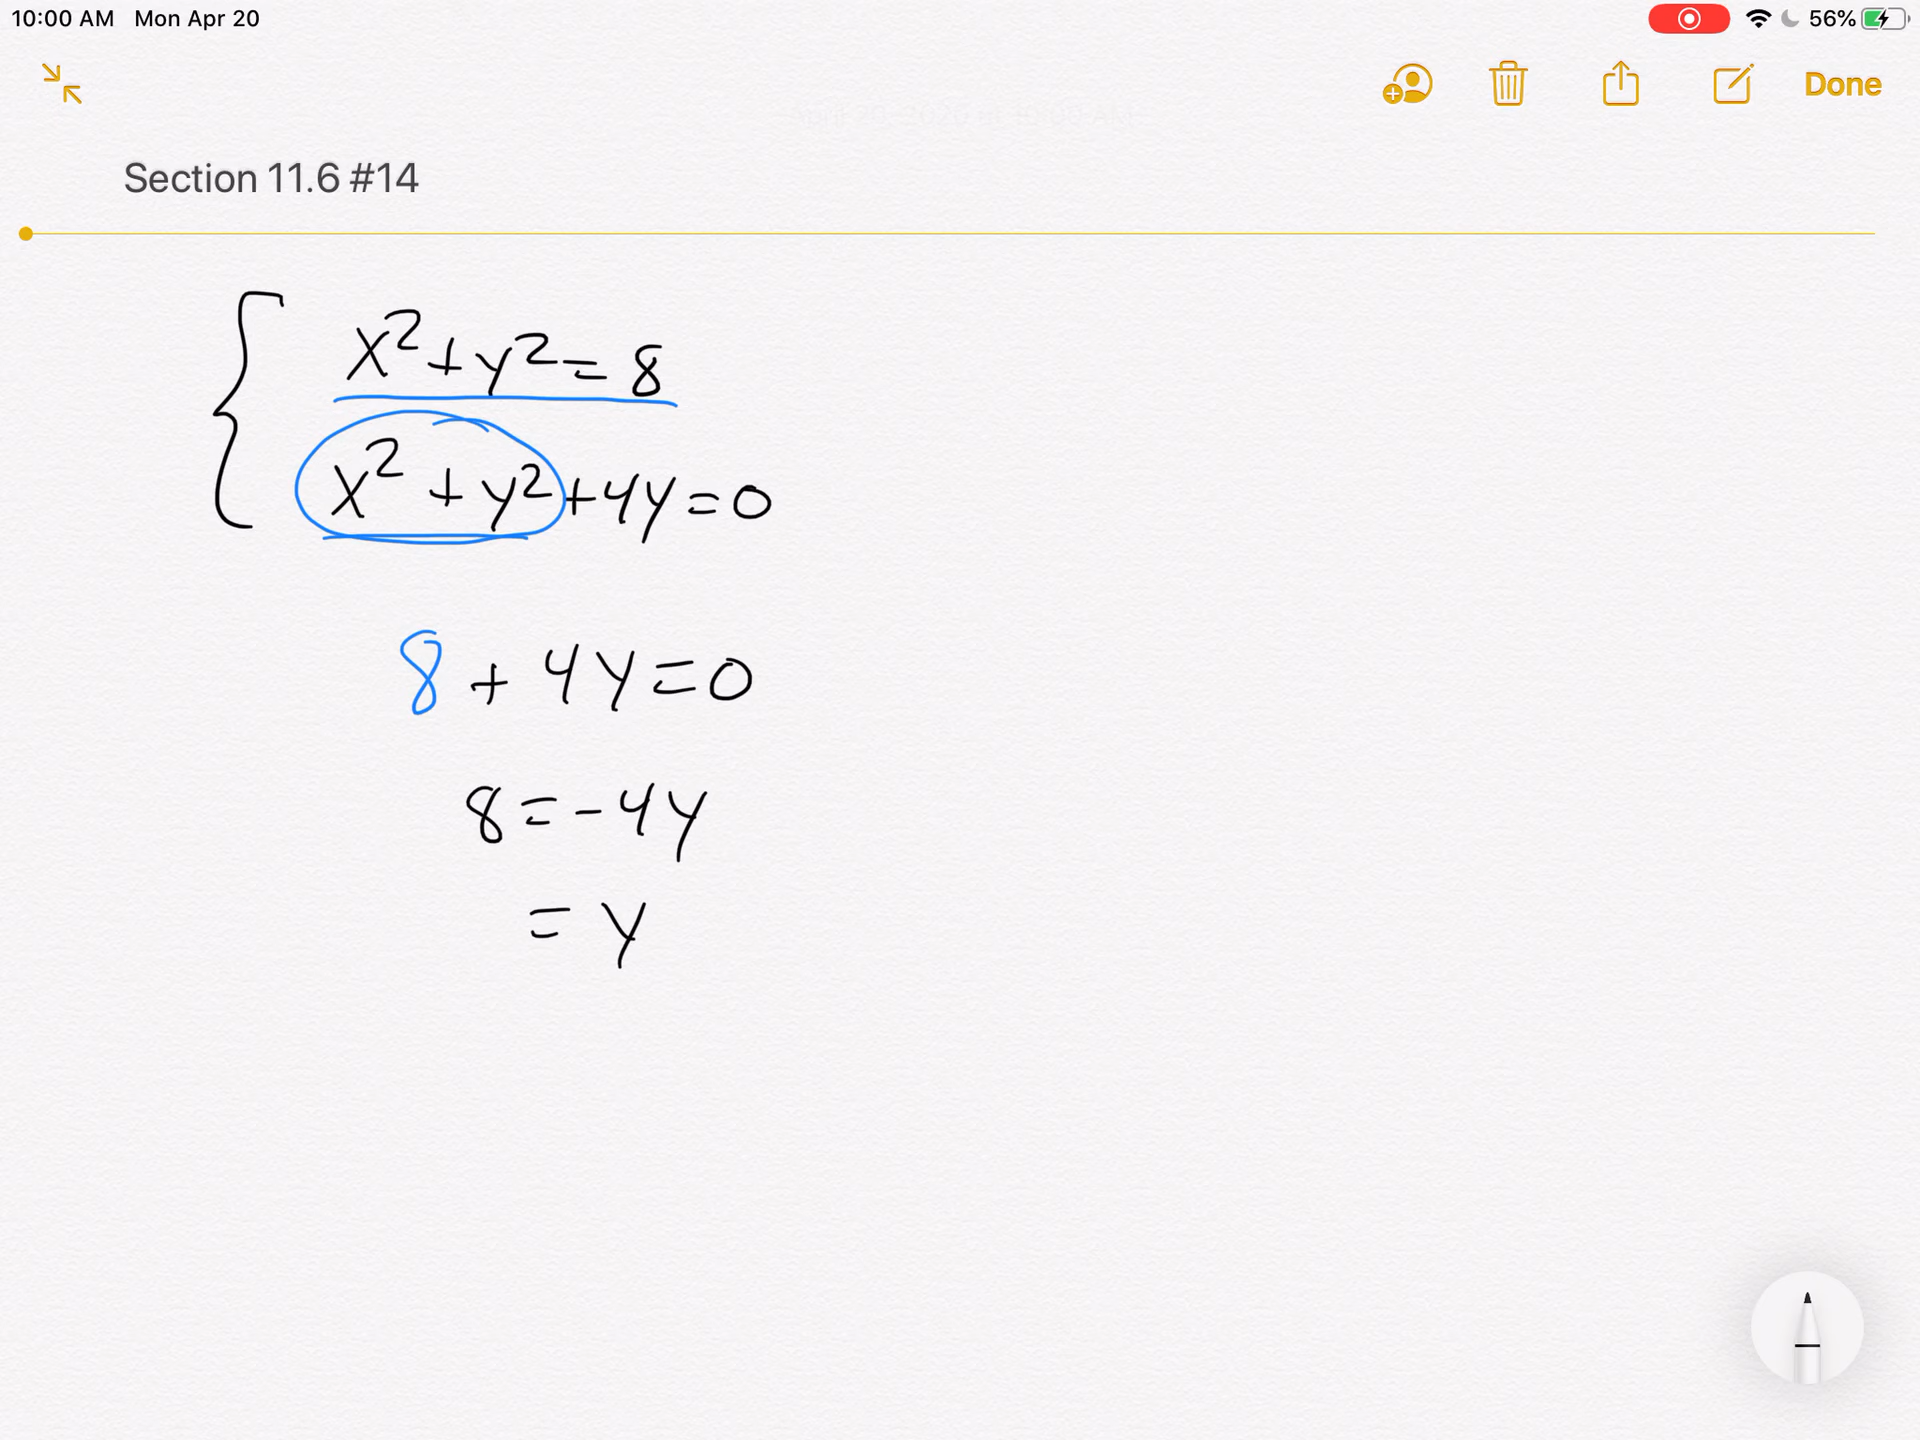 10:00 AM Mon Apr 20 56%
Done
Section 11.6 #14
x² + y² = 8
x² + y² + 4y = 0
8 + 4y = 0
8 = -4y
= y